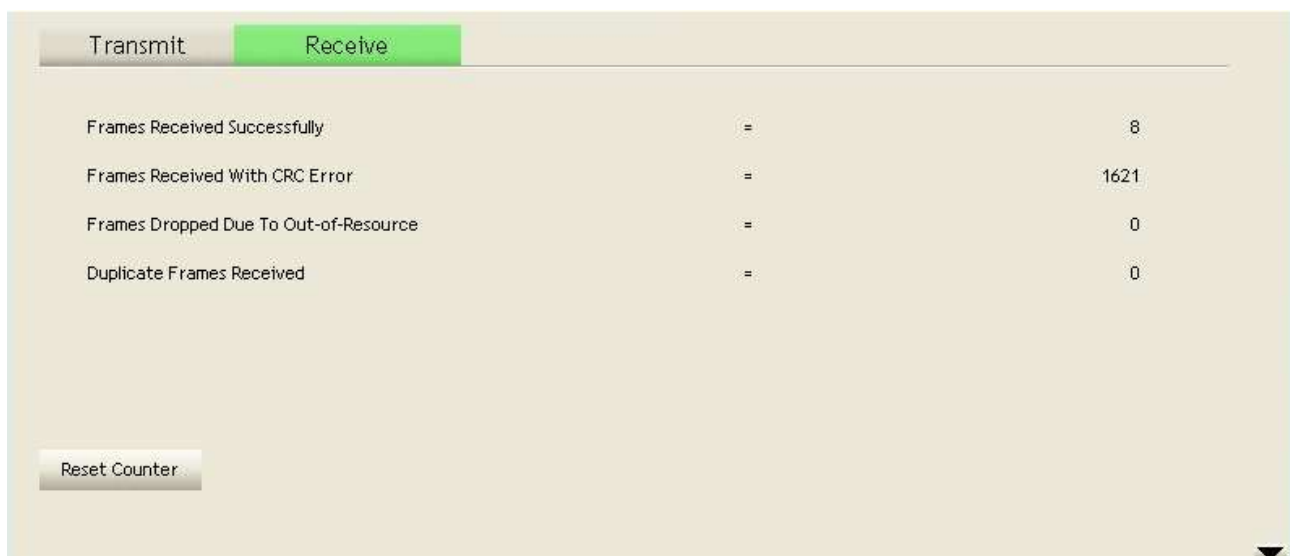 Transmit Receive
Frames Received Successfully = 8
Frames Received With CRC Error = 1621
Frames Dropped Due To Out-of-Resource = 0
Duplicate Frames Received = 0
Reset Counter